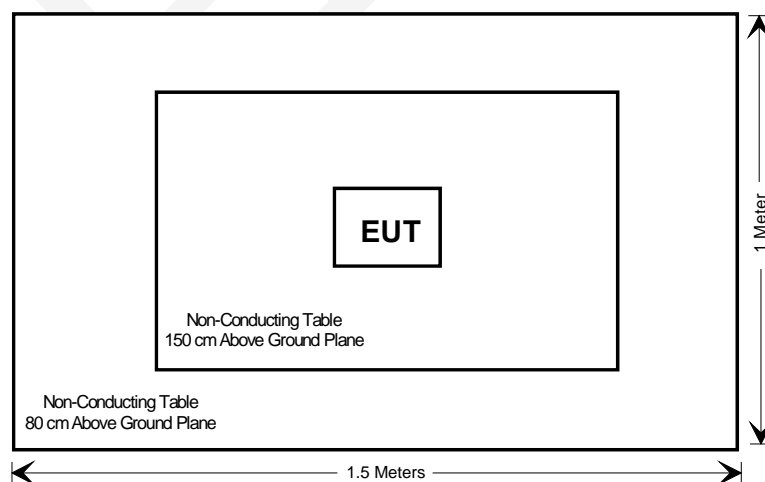 EUT
Non-Conducting Table
150 cm Above Ground Plane
Non-Conducting Table
80 cm Above Ground Plane
1 Meter
1.5 Meters